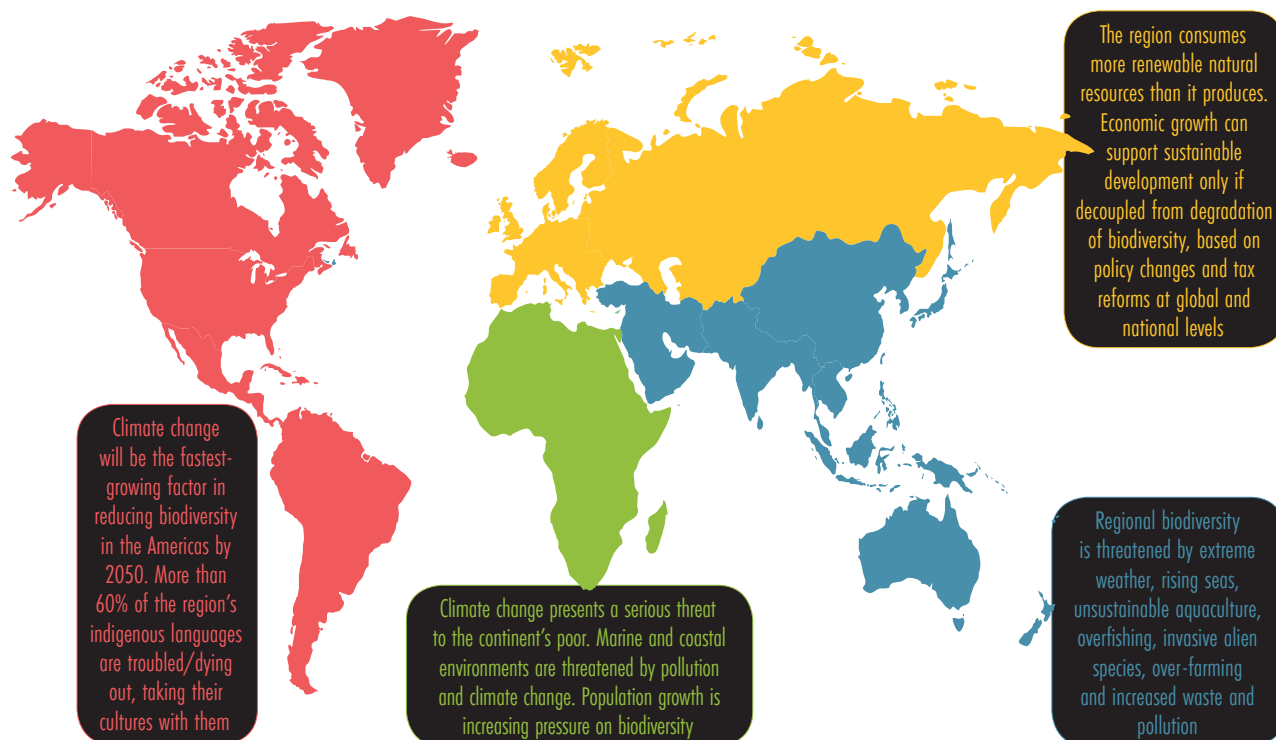 The region consumes
more renewable natural
resources than it produces.
Economic growth can
support sustainable
development only if
decoupled from degradation
of biodiversity, based on
policy changes and tax
reforms at global and
national levels
Climate change
will be the fastest-
growing factor in
reducing biodiversity
in the Americas by
2050. More than
60% of the region’s
indigenous languages
are troubled/dying
out, taking their
cultures with them
Climate change presents a serious threat
to the continent’s poor. Marine and coastal
environments are threatened by pollution
and climate change. Population growth is
increasing pressure on biodiversity
Regional biodiversity
is threatened by extreme
weather, rising seas,
unsustainable aquaculture,
overfishing, invasive alien
species, over-farming
and increased waste and
pollution